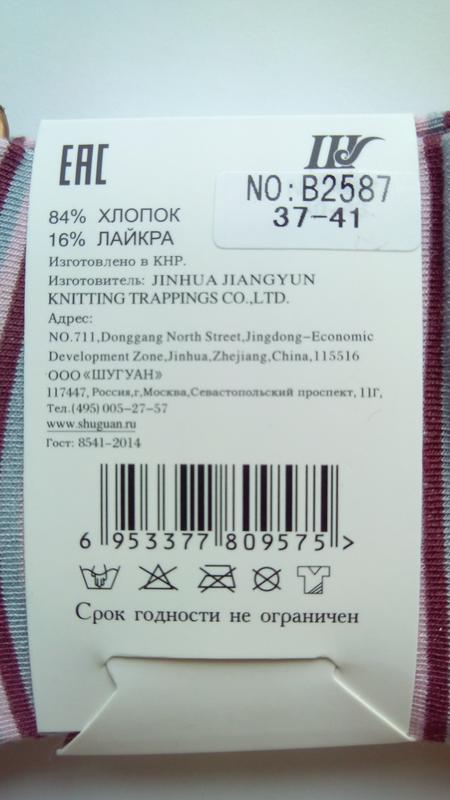 EAC
NO:B2587
37-41
84% ХЛОПОК
16% ЛАЙКРА
Изготовлено в КНР.
Изготовитель: JINHUA JIANGYUN
KNITTING TRAPPINGS CO.,LTD.
Адрес:
NO.711,Donggang North Street,Jingdong-Economic
Development Zone,Jinhua,Zhejiang,China,115516
ООО «ШУГУАН»
117447, Россия,г,Москва,Севастопольский проспект, 11Г,
Тел.(495) 005-27-57
www.shuguan.ru
Гост: 8541-2014
6 953377 809575 >
Срок годности не ограничен